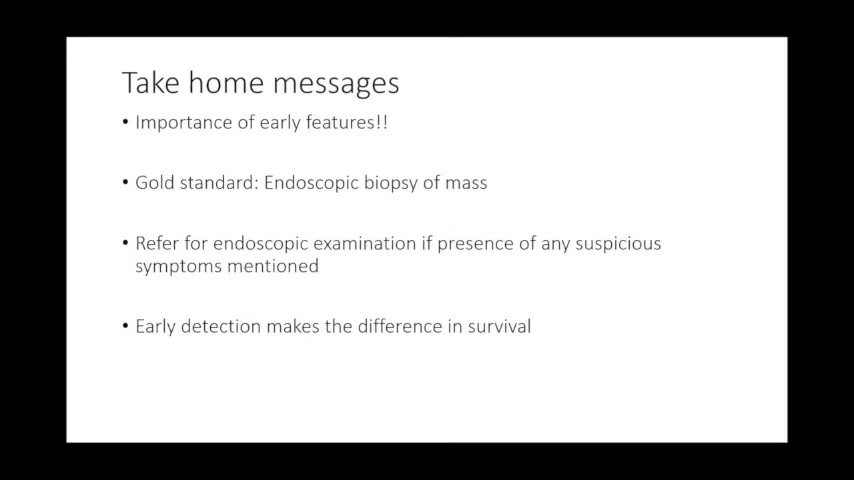 Take home messages
• Importance of early features!!
• Gold standard: Endoscopic biopsy of mass
• Refer for endoscopic examination if presence of any suspicious
symptoms mentioned
• Early detection makes the difference in survival